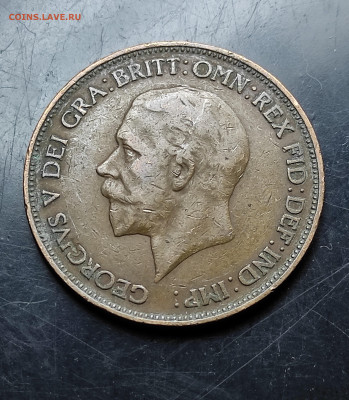 COINS.LAVE.RU
GEORGIVS V DEI GRA: BRITT: OMN: REX FID: DEF: IND: IMP: